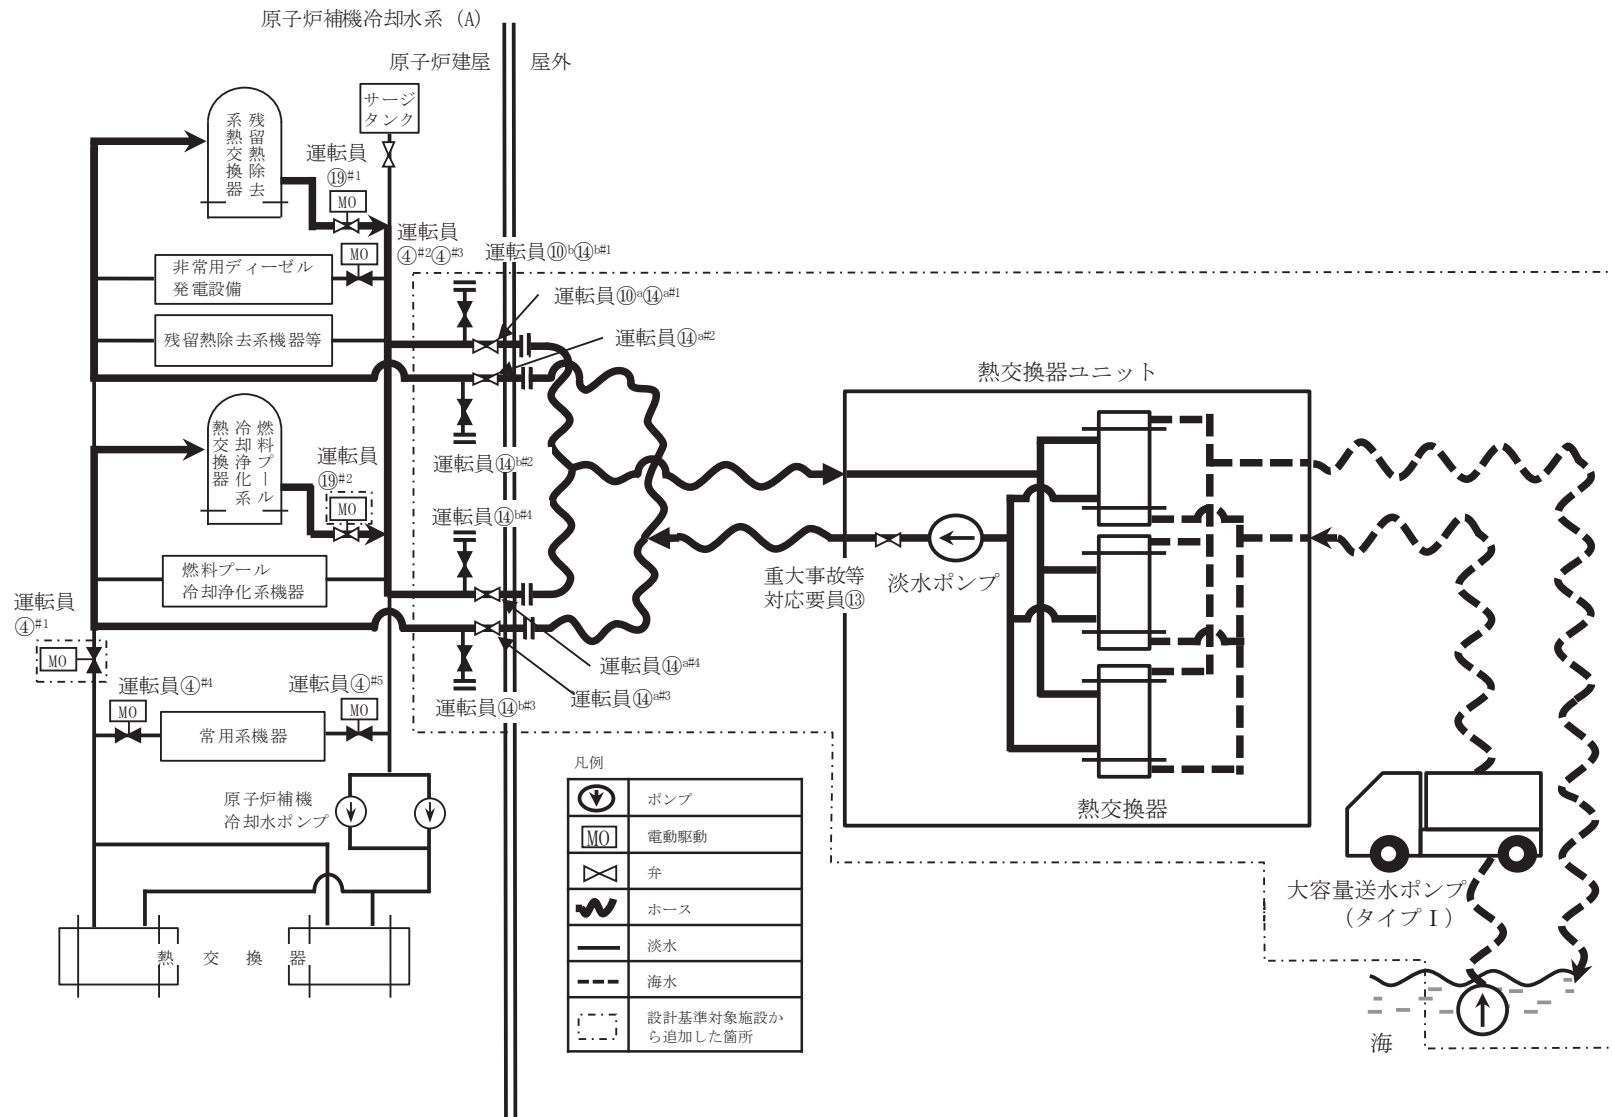 原子炉補機冷却水系（A）
原子炉建屋
屋外
サージ
タンク
残留熱除去
系熱交換器
運転員
⑲#1
MO
運転員
④#2④#3
運転員⑩b⑭b#1
MO
非常用ディーゼル
発電設備
運転員⑩a⑭a#1
残留熱除去系機器等
運転員⑭a#2
熱交換器ユニット
燃料プール
冷却浄化系
熱交換器
運転員
⑲#2
MO
運転員⑭b#2
運転員⑭b#4
燃料プール
冷却浄化系機器
重大事故等
対応要員⑬
淡水ポンプ
運転員
④#1
MO
運転員④#4
MO
運転員④#5
MO
運転員⑭a#4
運転員⑭a#3
運転員⑭b#3
常用系機器
凡例
ポンプ
MO
電動駆動
弁
ホース
淡水
海水
設計基準対象施設か
ら追加した箇所
原子炉補機
冷却水ポンプ
熱交換器
熱交換器
大容量送水ポンプ
（タイプⅠ）
海